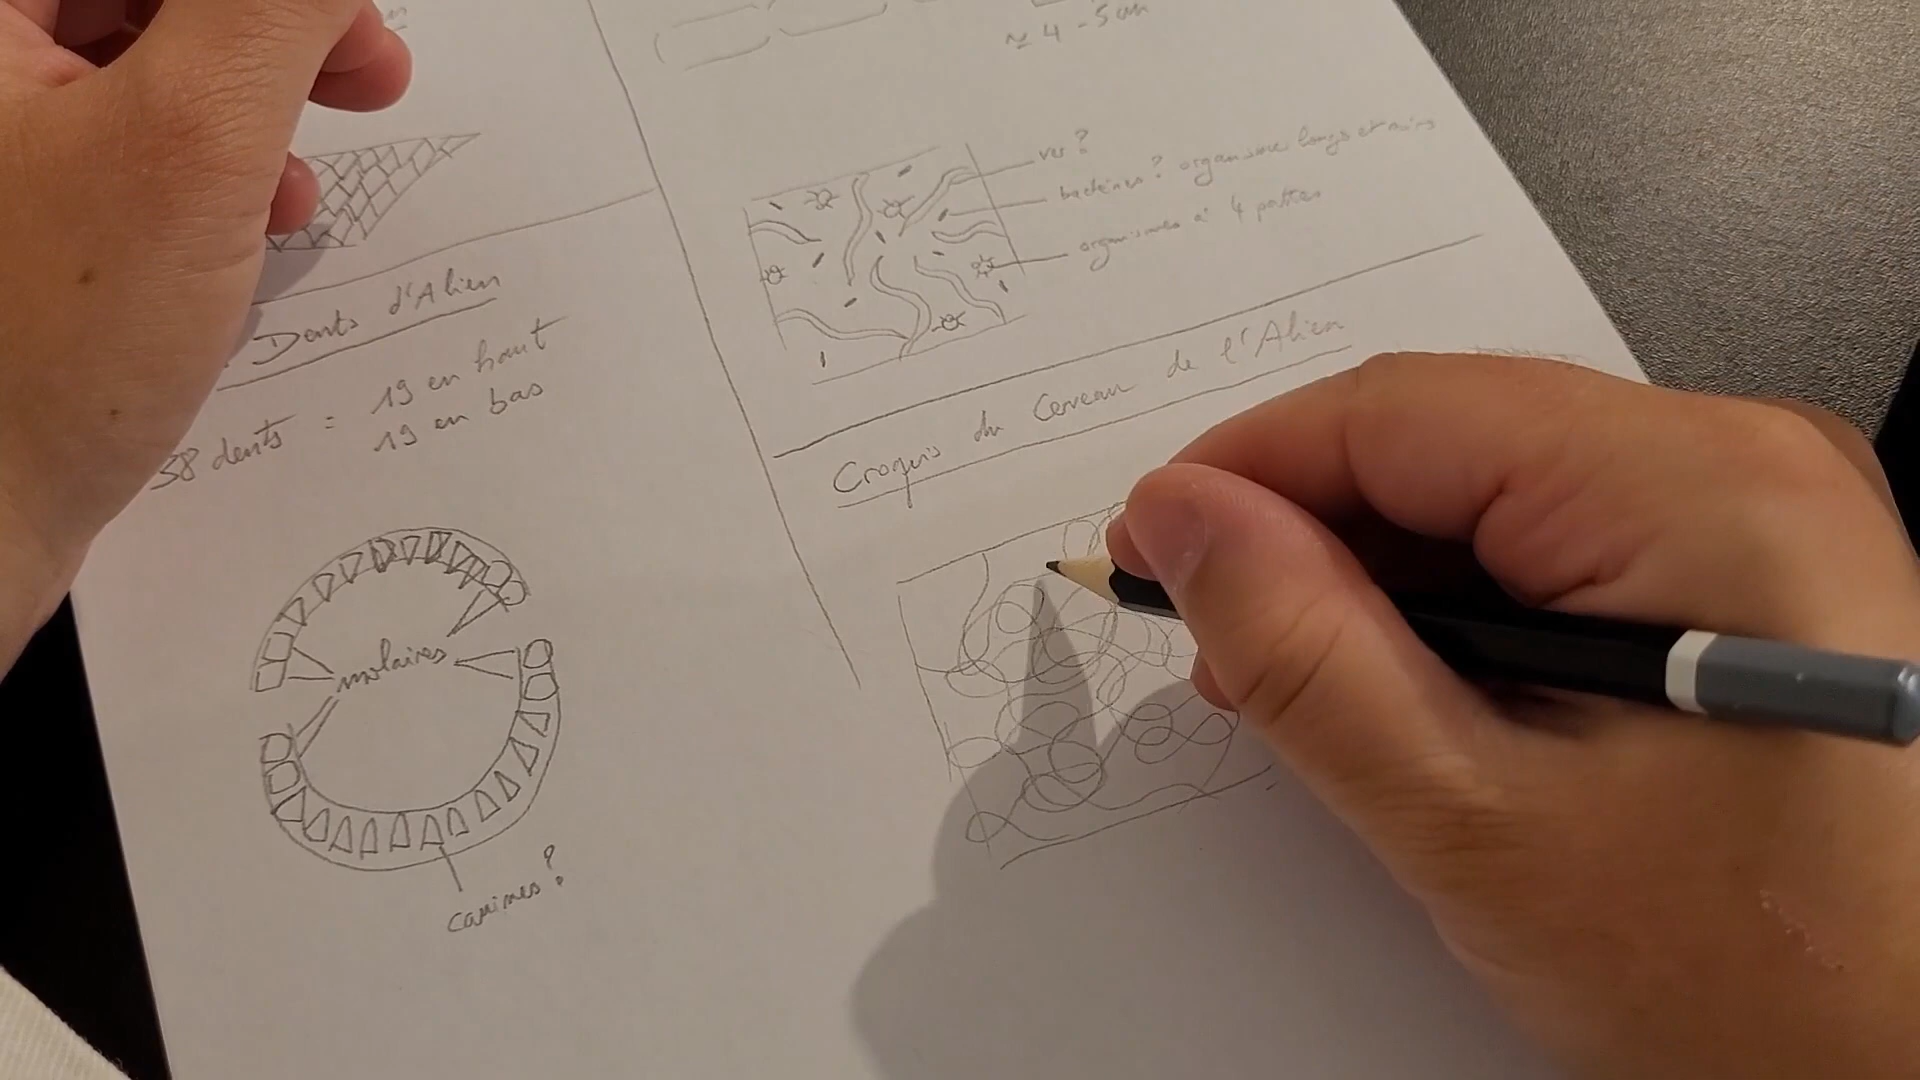 ≃ 4 - 5 cm
ver ?
bactéries ? organismes longs et noirs
organismes à 4 pattes
Dents d'Alien
38 dents = 19 en haut
19 en bas
molaires
canines ?
Croquis du Cerveau de l'Alien